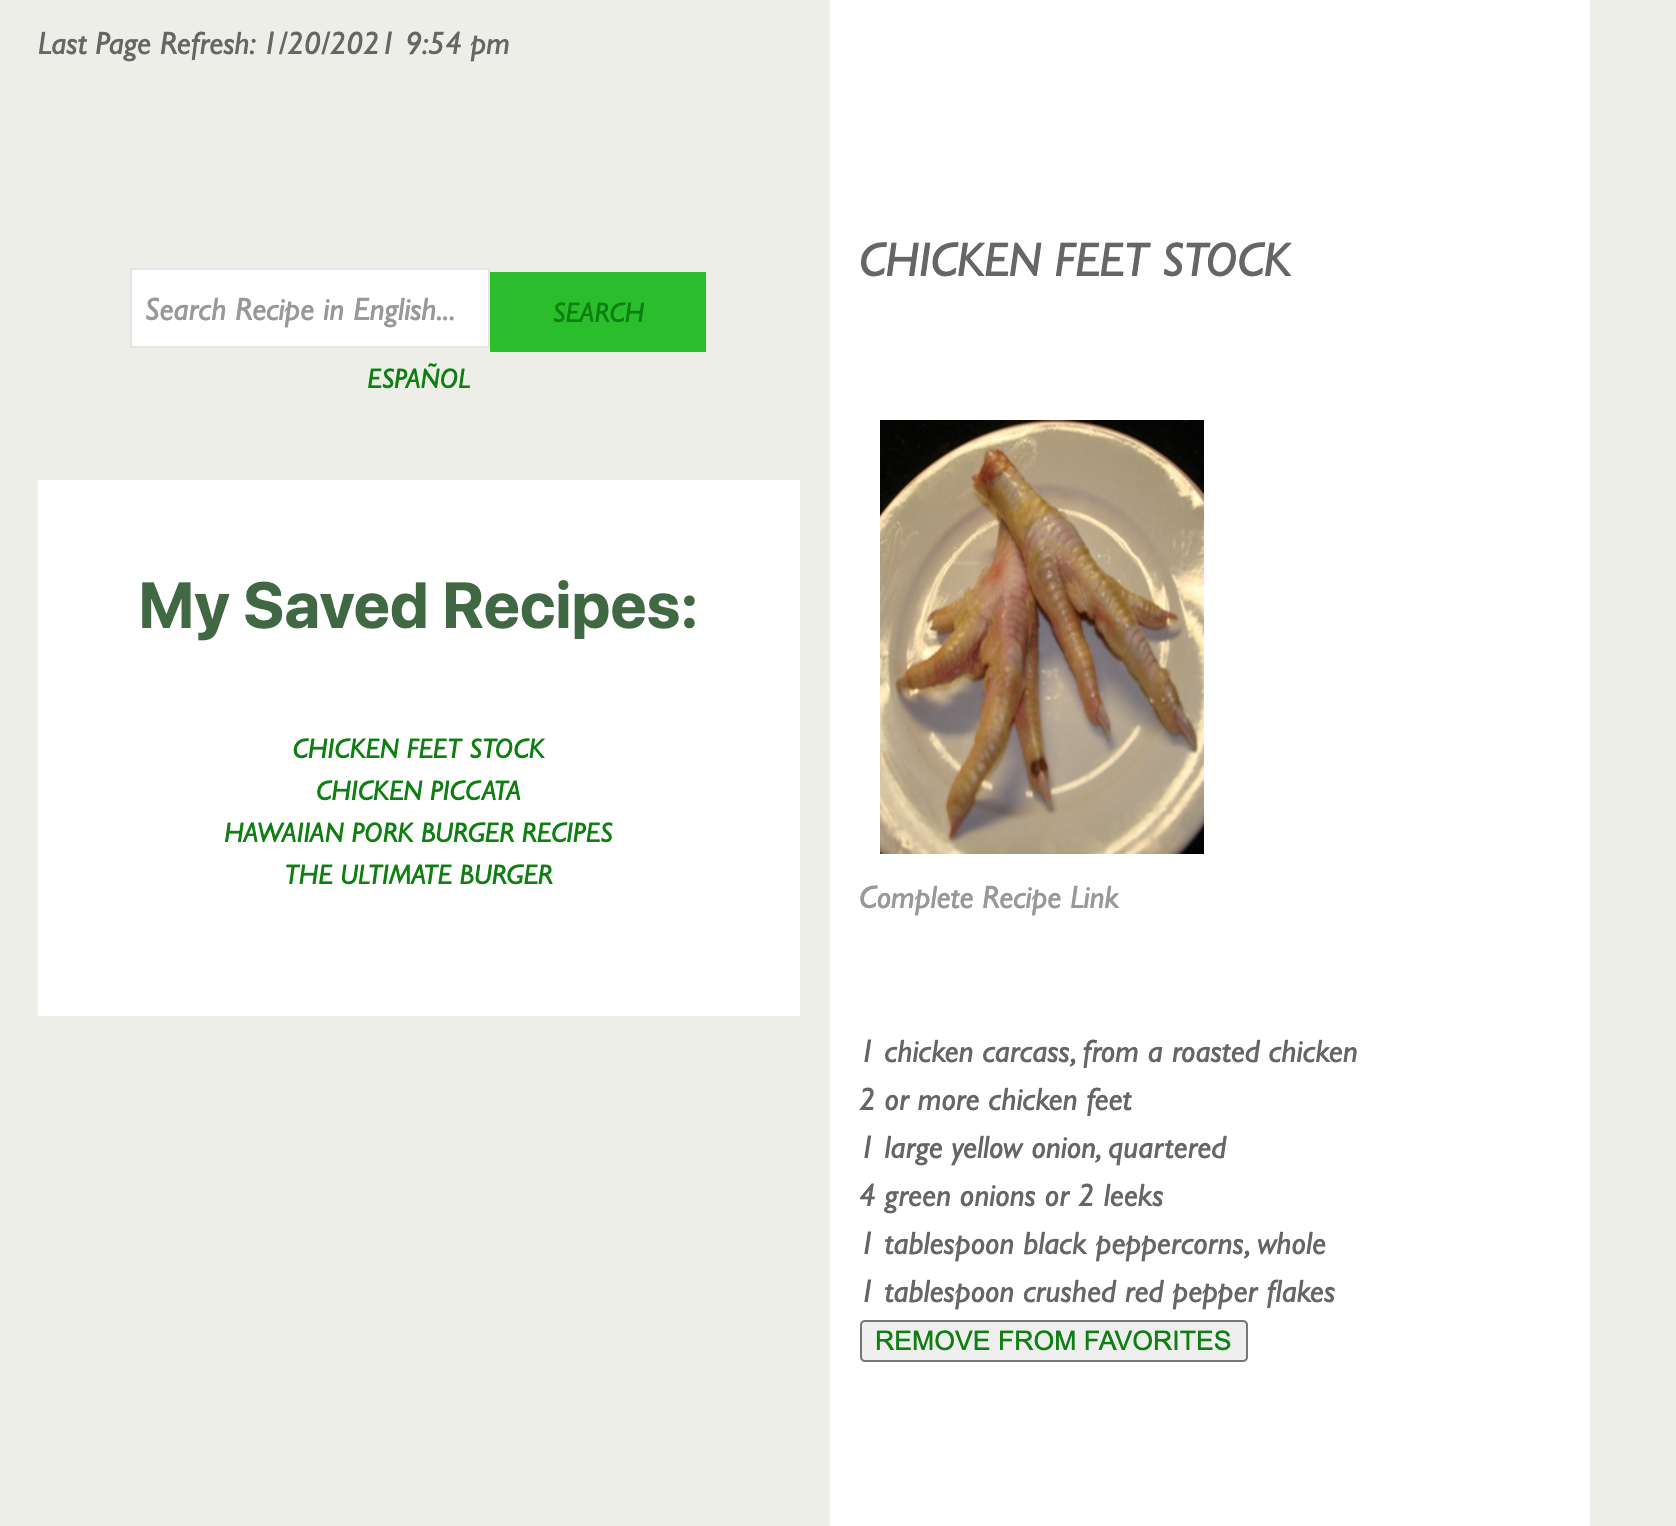 Last Page Refresh: 1/20/2021 9:54 pm
Search Recipe in English...
SEARCH
ESPAÑOL
My Saved Recipes:
CHICKEN FEET STOCK
CHICKEN PICCATA
HAWAIIAN PORK BURGER RECIPES
THE ULTIMATE BURGER
CHICKEN FEET STOCK
Complete Recipe Link
1 chicken carcass, from a roasted chicken
2 or more chicken feet
1 large yellow onion, quartered
4 green onions or 2 leeks
1 tablespoon black peppercorns, whole
1 tablespoon crushed red pepper flakes
REMOVE FROM FAVORITES